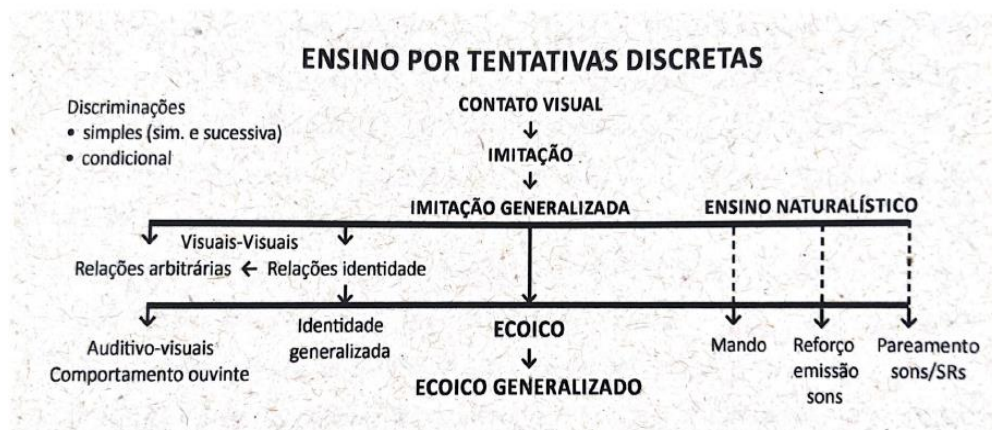 ENSINO POR TENTATIVAS DISCRETAS
Discriminações
• simples (sim. e sucessiva)
• condicional
CONTATO VISUAL
↓
IMITAÇÃO
↓
IMITAÇÃO GENERALIZADA
ENSINO NATURALÍSTICO
Visuais-Visuais
Relações arbitrárias ← Relações identidade
Auditivo-visuais
Comportamento ouvinte
Identidade
generalizada
ECOICO
↓
ECOICO GENERALIZADO
Mando
Reforço
emissão
sons
Pareamento
sons/SRs